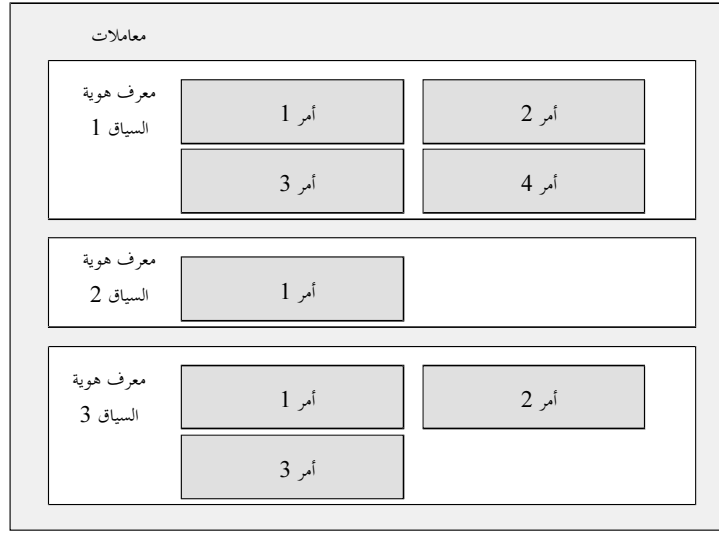 معاملات
معرف هوية
السياق 1
أمر 1
أمر 2
أمر 3
أمر 4
معرف هوية
السياق 2
أمر 1
معرف هوية
السياق 3
أمر 1
أمر 2
أمر 3